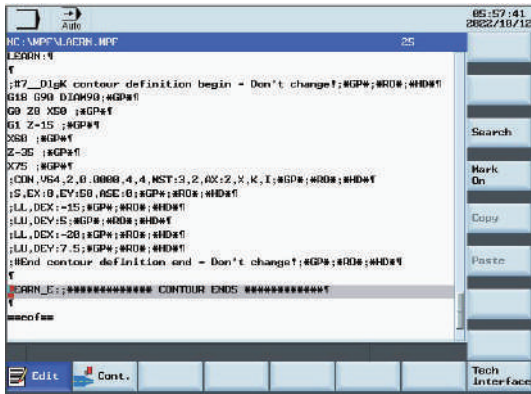 Auto
05:57:41
2022/10/12
NC:\MPF\LAERN.MPF 25
LEARN:¶
¶
;#7__DlgK contour definition begin - Don't change!;*GP*;*RO*;*HD*¶
G18 G90 DIAM90;*GP*¶
G0 Z0 X50 ;*GP*¶
G1 Z-15 ;*GP*¶
X60 ;*GP*¶
Z-35 ;*GP*¶
X75 ;*GP*¶
;CON,V64,2,0.0000,4,4,MST:3,2,AX:Z,X,K,I;*GP*;*RO*;*HD*¶
;S,EX:0,EY:50,ASE:0;*GP*;*RO*;*HD*¶
;LL,DEX:-15;*GP*;*RO*;*HD*¶
;LU,DEY:5;*GP*;*RO*;*HD*¶
;LL,DEX:-20;*GP*;*RO*;*HD*¶
;LU,DEY:7.5;*GP*;*RO*;*HD*¶
;#End contour definition end - Don't change!;*GP*;*RO*;*HD*¶
¶
LEARN_E:;************* CONTOUR ENDS ************¶
¶
==eof==
Search
Mark
On
Copy
Paste
Tech
Interface
Edit
Cont.